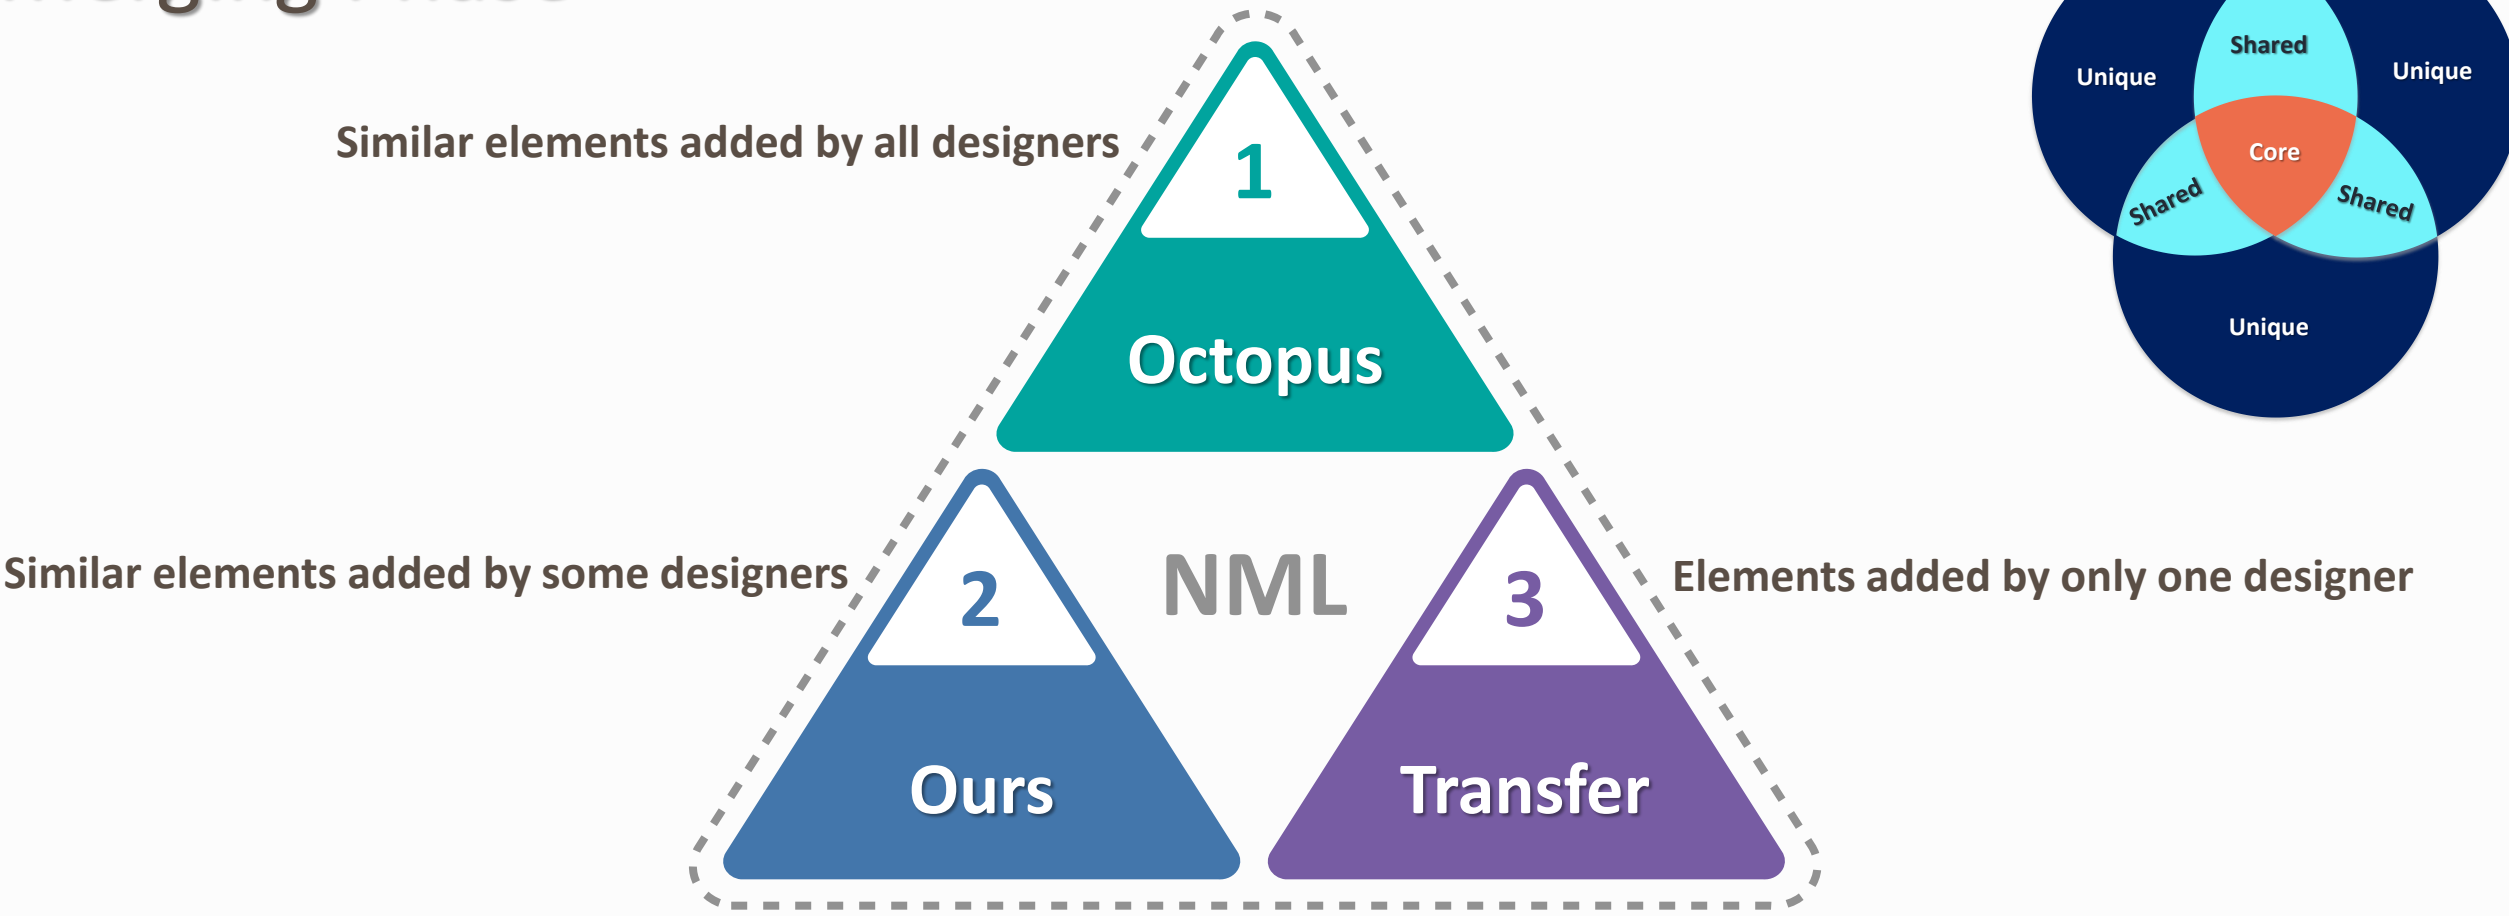 Similar elements added by all designers
1
Octopus
Similar elements added by some designers
2
Ours
NML
3
Transfer
Elements added by only one designer
Shared
Unique
Unique
Core
Shared
Shared
Unique